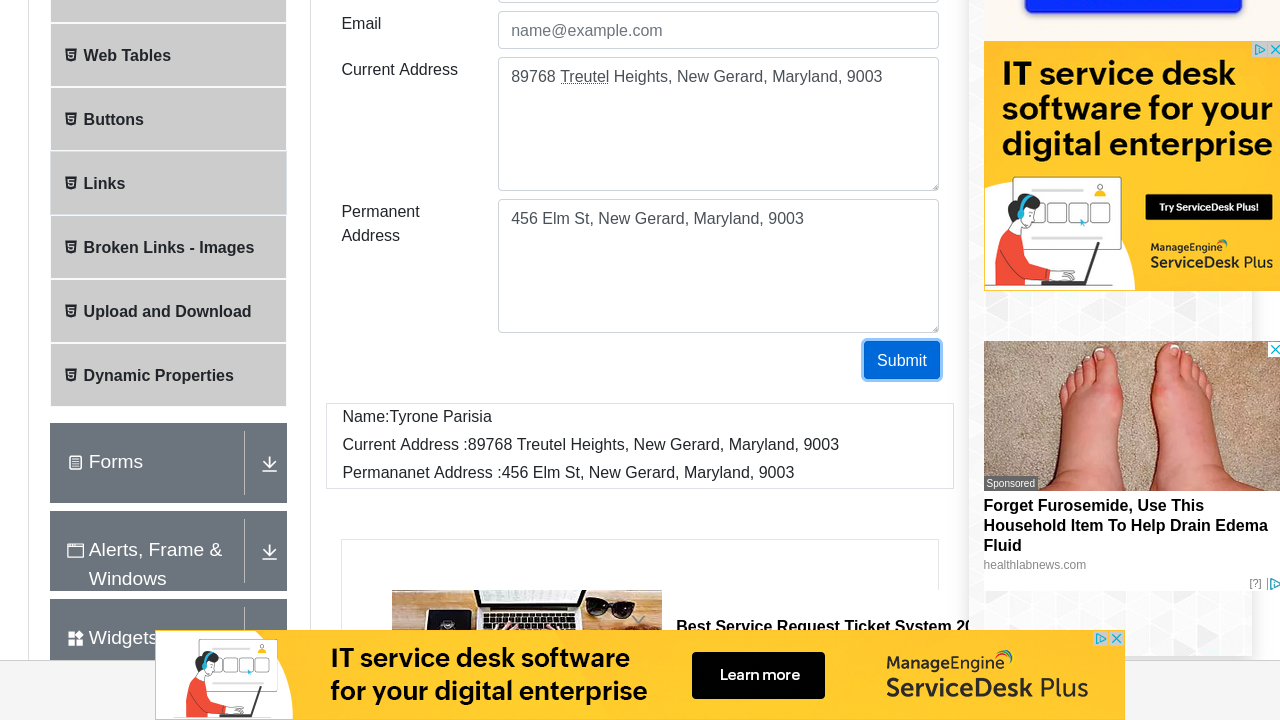 Email
name@example.com
Web Tables
Current Address
89768 Treutel Heights, New Gerard, Maryland, 9003
Buttons
Links
Permanent
Address
456 Elm St, New Gerard, Maryland, 9003
Broken Links - Images
Upload and Download
Dynamic Properties
Submit
Name:Tyrone Parisia
Current Address :89768 Treutel Heights, New Gerard, Maryland, 9003
Permananet Address :456 Elm St, New Gerard, Maryland, 9003
Forms
Alerts, Frame &
Windows
Widgets
Best Service Request Ticket System 20
IT service desk
software for your
digital enterprise
Try ServiceDesk Plus!
ManageEngine
ServiceDesk Plus
Sponsored
Forget Furosemide, Use This
Household Item To Help Drain Edema
Fluid
healthlabnews.com
[?]
IT service desk software
for your digital enterprise
Learn more
ManageEngine
ServiceDesk Plus